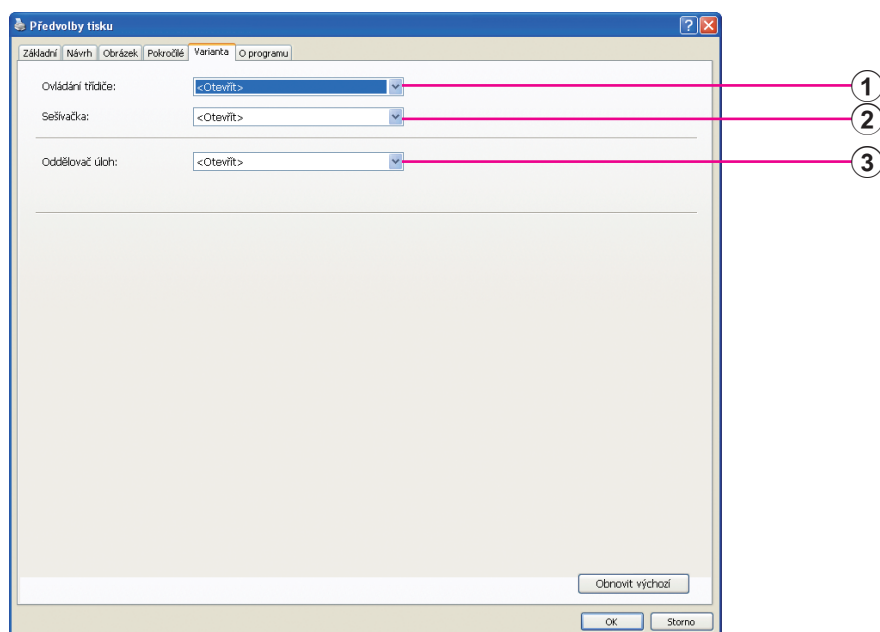 Předvolby tisku
Základní Návrh Obrázek Pokročilé Varianta O programu
Ovládání třídiče: <Otevřít> 1
Sešívačka: <Otevřít> 2
Oddělovač úloh: <Otevřít> 3
Obnovit výchozí
OK Storno